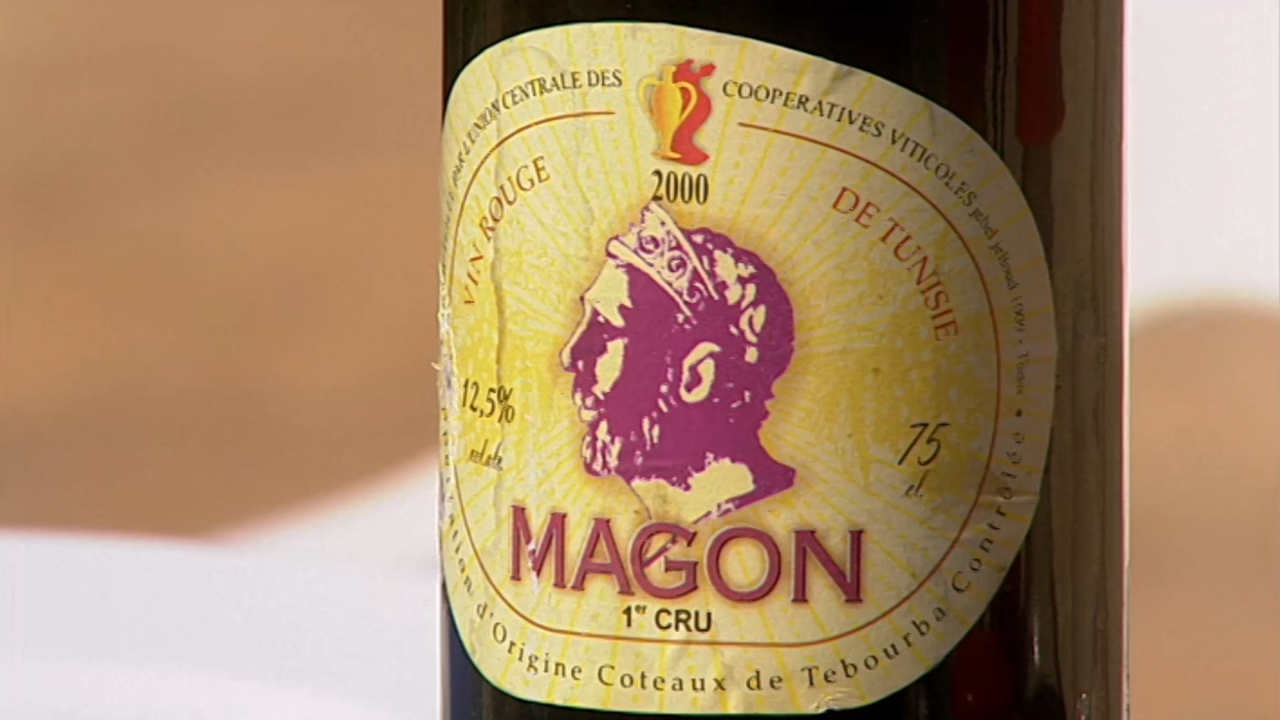 PAR L'UNION CENTRALE DES COOPERATIVES VITICOLES
2000
VIN ROUGE
DE TUNISIE
12,5%
75
cl
MAGON
1er CRU
d'Origine Coteaux de Tebourba Contrôlée